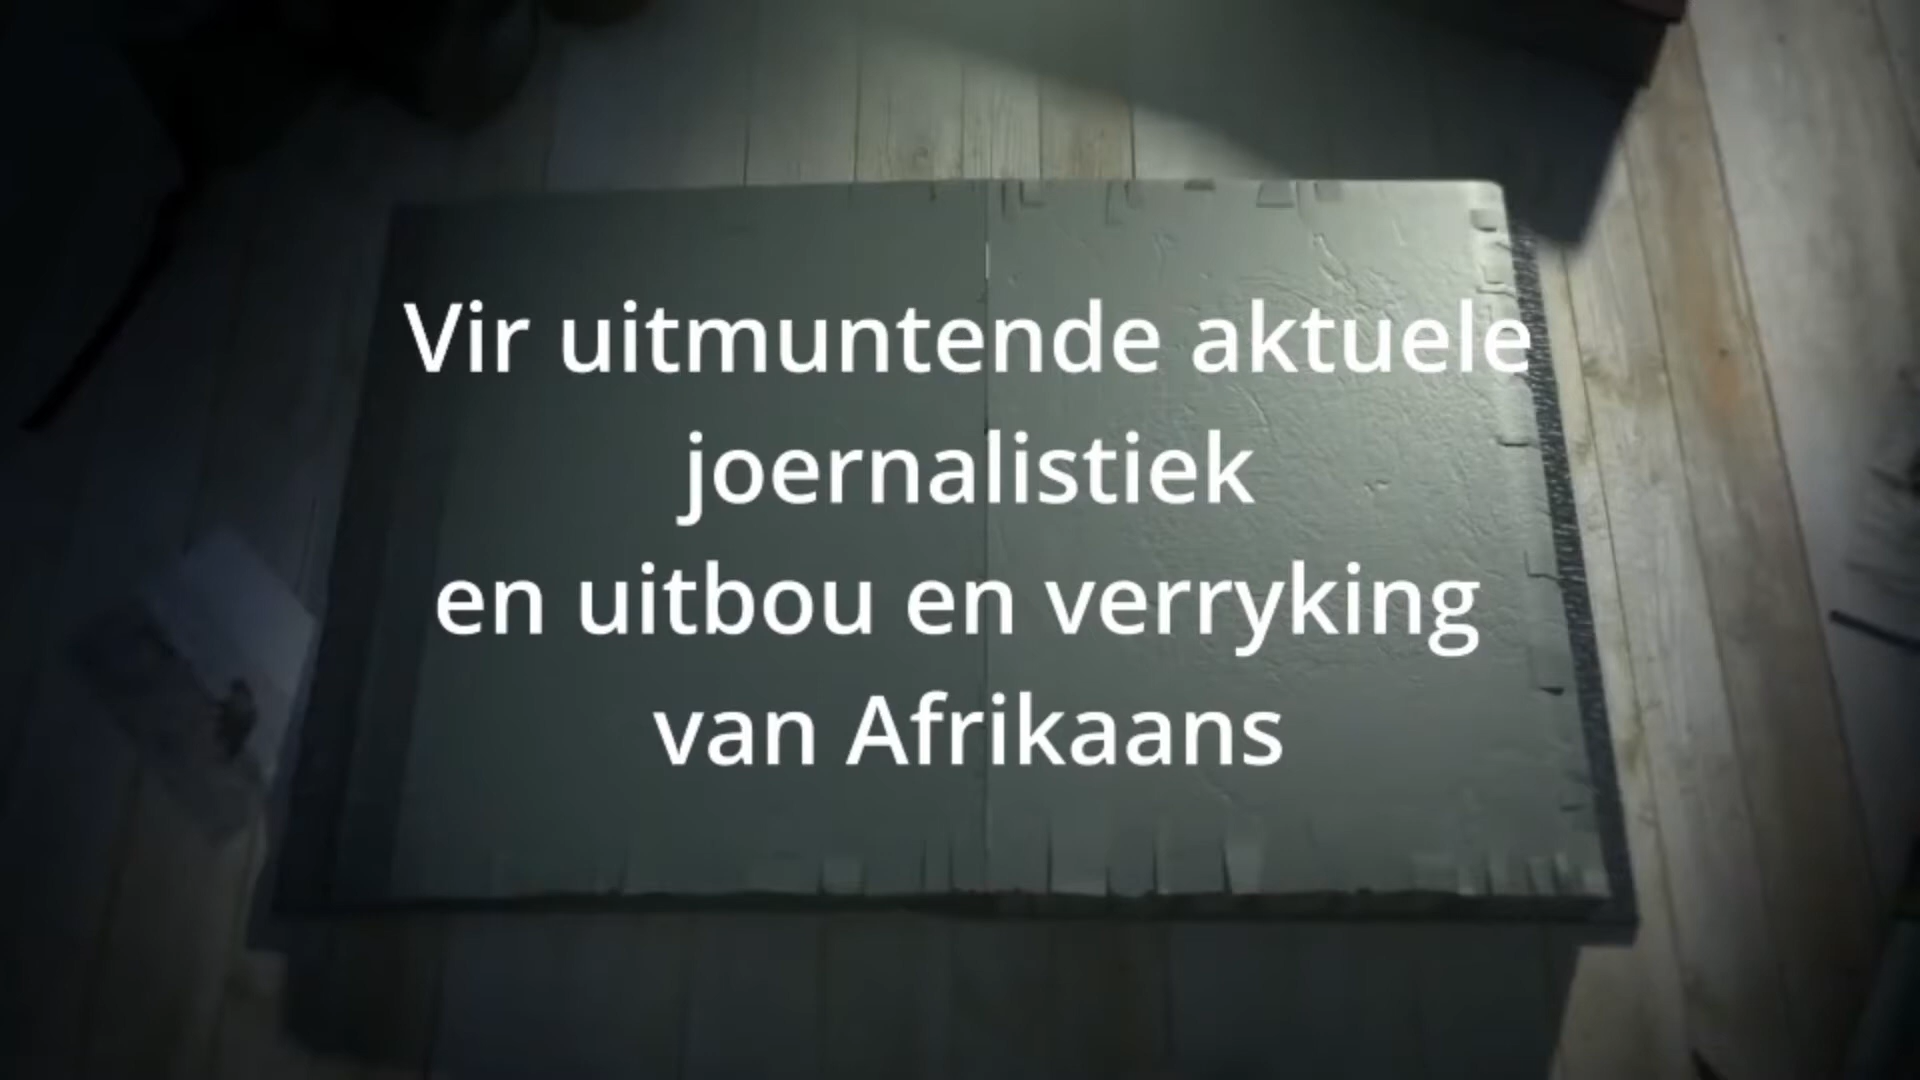 Vir uitmuntende aktuele
joernalistiek
en uitbou en verryking
van Afrikaans